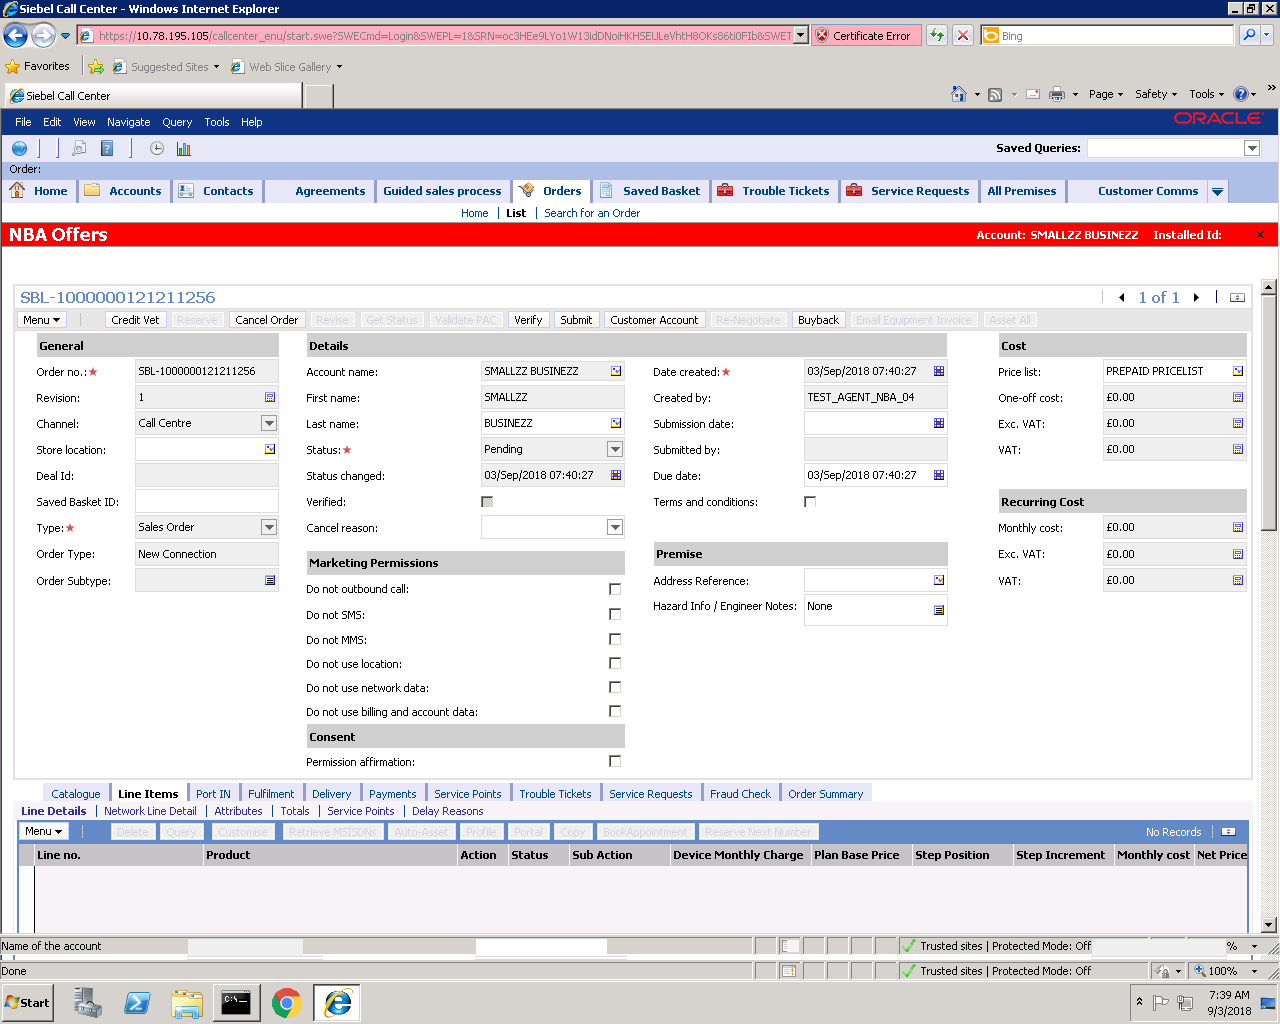 Siebel Call Center - Windows Internet Explorer
https://10.78.195.105/callcenter_enu/start.swe?SWECmd=Login&SWEPL=1&SRN=oc3HEe9LYo1W13idDNoiHKHSEULeVhtH8OKs86ti0FIb&SWET
Certificate Error
Bing
Favorites
Suggested Sites
Web Slice Gallery
Siebel Call Center
Page
Safety
Tools
File Edit View Navigate Query Tools Help
ORACLE
Saved Queries:
Order:
Home Accounts Contacts Agreements Guided sales process Orders Saved Basket Trouble Tickets Service Requests All Premises Customer Comms
Home | List | Search for an Order
NBA Offers Account: SMALLZZ BUSINEZZ Installed Id:
SBL-1000000121211256
1 of 1
Menu Credit Vet Reserve Cancel Order Revise Get Status Validate PAC Verify Submit Customer Account Re-Negotiate Buyback Email Equipment Invoice Asset All
General
Order no.: SBL-1000000121211256
Revision: 1
Channel: Call Centre
Store location:
Deal Id:
Saved Basket ID:
Type: Sales Order
Order Type: New Connection
Order Subtype:
Details
Account name: SMALLZZ BUSINEZZ
First name: SMALLZZ
Last name: BUSINEZZ
Status: Pending
Status changed: 03/Sep/2018 07:40:27
Verified:
Cancel reason:
Date created: 03/Sep/2018 07:40:27
Created by: TEST_AGENT_NBA_04
Submission date:
Submitted by:
Due date: 03/Sep/2018 07:40:27
Terms and conditions:
Marketing Permissions
Do not outbound call:
Do not SMS:
Do not MMS:
Do not use location:
Do not use network data:
Do not use billing and account data:
Consent
Permission affirmation:
Premise
Address Reference:
Hazard Info / Engineer Notes: None
Cost
Price list: PREPAID PRICELIST
One-off cost: £0.00
Exc. VAT: £0.00
VAT: £0.00
Recurring Cost
Monthly cost: £0.00
Exc. VAT: £0.00
VAT: £0.00
Catalogue Line Items Port IN Fulfilment Delivery Payments Service Points Trouble Tickets Service Requests Fraud Check Order Summary
Line Details | Network Line Detail | Attributes | Totals | Service Points | Delay Reasons
Menu Delete Query Customise Retrieve MSISDNs Auto-Asset Profile Portal Copy BookAppointment Reserve Next Number No Records
Line no. Product Action Status Sub Action Device Monthly Charge Plan Base Price Step Position Step Increment Monthly cost Net Price
Name of the account Trusted sites | Protected Mode: Off %
Done Trusted sites | Protected Mode: Off 100%
Start
7:39 AM
9/3/2018